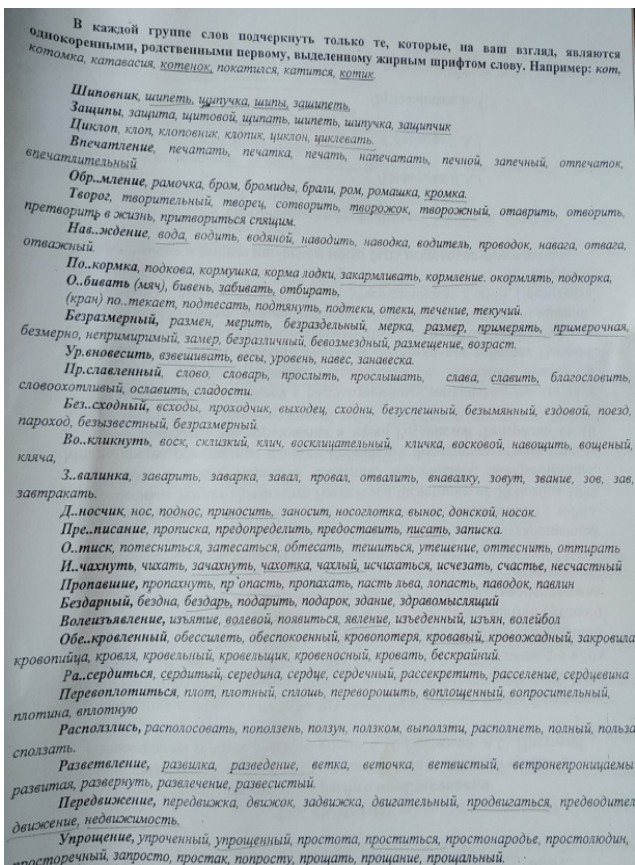 В каждой группе слов подчеркнуть только те, которые, на ваш взгляд, являются
однокоренными, родственными первому, выделенному жирным шрифтом слову. Например: кот,
котомка, катавасия, котенок, покатился, катится, котик.
Шиповник, шипеть, шипучка, шипы, зашипеть,
Защипы, защита, щитовой, щипать, шипеть, шипучка, защипчик
Циклоп, клоп, клоповник, клопик, циклон, циклевать.
Впечатление, печатать, печатка, печать, напечатать, печной, запечный, отпечаток,
впечатлительный
Обр..мление, рамочка, бром, бромиды, брали, ром, ромашка, кромка.
Творог, творительный, творец, сотворить, творожок, творожный, отаврить, отворить,
претворить в жизнь, притвориться спящим.
Нав..ждение, вода, водить, водяной, наводить, наводка, водитель, проводок, навага, отвага,
отважный.
По..кормка, подкова, кормушка, корма лодки, закармливать, кормление. окормлять, подкорка,
О..бивать (мяч), бивень, забивать, отбирать,
(кран) по..текает, подтесать, подтянуть, подтеки, отеки, течение, текучий.
Безразмерный, размен, мерить, безраздельный, мерка, размер, примерять, примерочная,
безмерно, непримиримый, замер, безразличный, безвозмездный, размещение, возраст.
Ур.вновесить, взвешивать, весы, уровень, навес, занавеска.
Пр.славленный, слово, словарь, прослыть, прослышать, слава, славить, благословить,
словоохотливый, ославить, сладости.
Без..сходный, всходы, проходчик, выходец, сходни, безуспешный, безымянный, ездовой, поезд,
пароход, безызвестный, безразмерный.
Во..кликнуть, воск, склизкий, клич, восклицательный, кличка, восковой, навощить, вощеный,
кляча,
З..валинка, заварить, заварка, завал, провал, отвалить, внавалку, зовут, звание, зов, зав,
завтракать.
Д..носчик, нос, поднос, приносить, заносит, носоглотка, вынос, донской, носок.
Пре..писание, прописка, предопределить, предоставить, писать, записка.
О..тиск, потесниться, затесаться, обтесать, тешиться, утешение, оттеснить, оттирать
И..чахнуть, чихать, зачахнуть, чахотка, чахлый, исчихаться, исчезать, счастье, несчастный
Пропавшие, пропахнуть, пропасть, пропахать, пасть льва, лопасть, паводок, павлин
Бездарный, бездна, бездарь, подарить, подарок, здание, здравомыслящий
Волеизъявление, изъятие, волевой, появиться, явление, изъеденный, изъян, волейбол
Обе..кровленный, обессилеть, обеспокоенный, кровопотеря, кровавый, кровожадный, закровила
кровопийца, кровля, кровельный, кровельщик, кровеносный, кровать, бескрайний.
Ра..сердиться, сердитый, середина, сердце, сердечный, рассекретить, расселение, сердцевина
Перевоплотиться, плот, плотный, сплошь, переворошить, воплощенный, вопросительный,
плотина, вплотную
Расползлись, располосовать, поползень, ползун, ползком, выползти, располнеть, полный, польза
сползать.
Разветвление, развилка, разведение, ветка, веточка, ветвистый, ветронепроницаемы
развитая, развернуть, развлечение, развесистый.
Передвижение, передвижка, движок, задвижка, двигательный, продвигаться, предводител
движение, недвижимость.
Упрощение, упроченный, упрощенный, простота, проститься, простонародье, простолюдин,
просторечный, запросто, простак, попросту, прощать, прощание, прощальный.